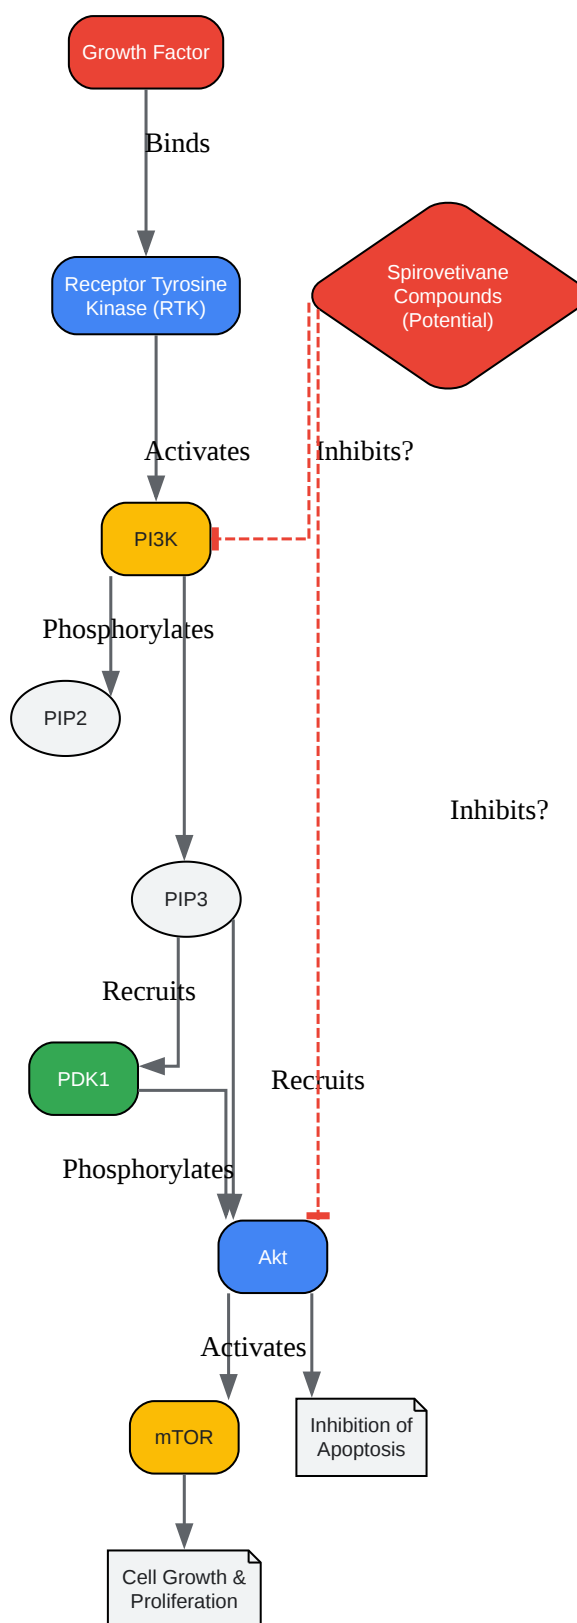 Growth Factor
Binds
Receptor Tyrosine
Kinase (RTK)
Spirovetivane
Compounds
(Potential)
Activates
Inhibits?
PI3K
Phosphorylates
PIP2
Inhibits?
PIP3
Recruits
PDK1
Recruits
Phosphorylates
Akt
Activates
mTOR
Inhibition of
Apoptosis
Cell Growth &
Proliferation